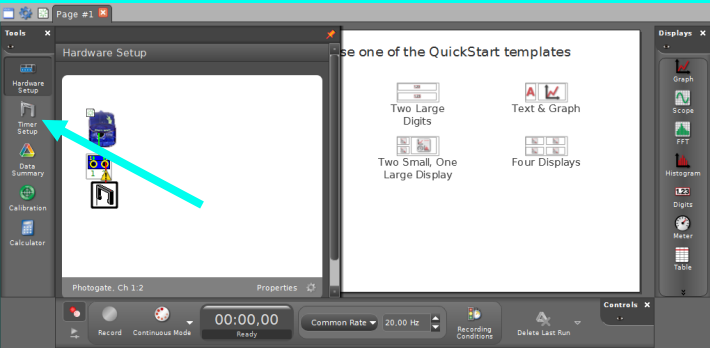 Page #1
Tools
Hardware
Setup
Timer
Setup
Data
Summary
Calibration
Calculator
Hardware Setup
1
Photogate, Ch 1:2
Properties
se one of the QuickStart templates
Two Large
Digits
A
Text & Graph
Two Small, One
Large Display
Four Displays
Displays
Graph
Scope
FFT
Histogram
1.23
Digits
Meter
Table
Record
Continuous Mode
00:00,00
Ready
Common Rate
20,00 Hz
Recording
Conditions
Delete Last Run
Controls